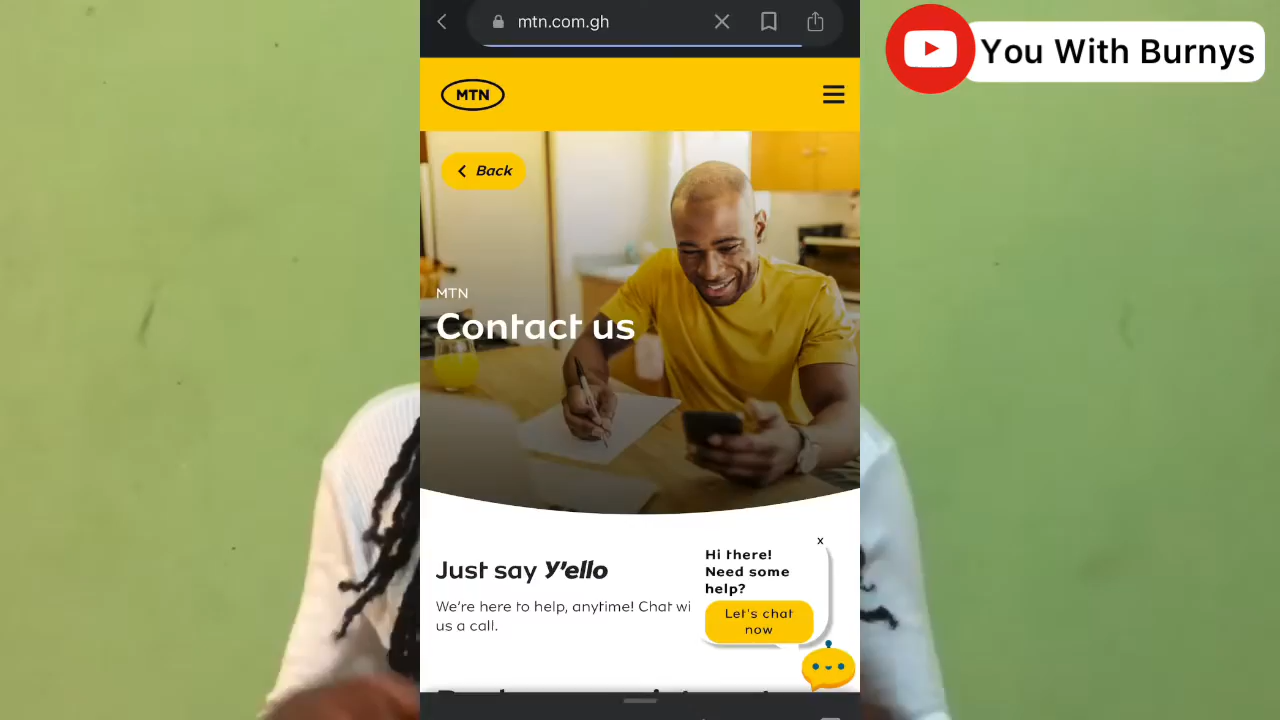 mtn.com.gh
You With Burnys
MTN
Back
MTN
Contact us
Just say Y'ello
We're here to help, anytime! Chat wi
us a call.
x
Hi there!
Need some
help?
Let's chat
now